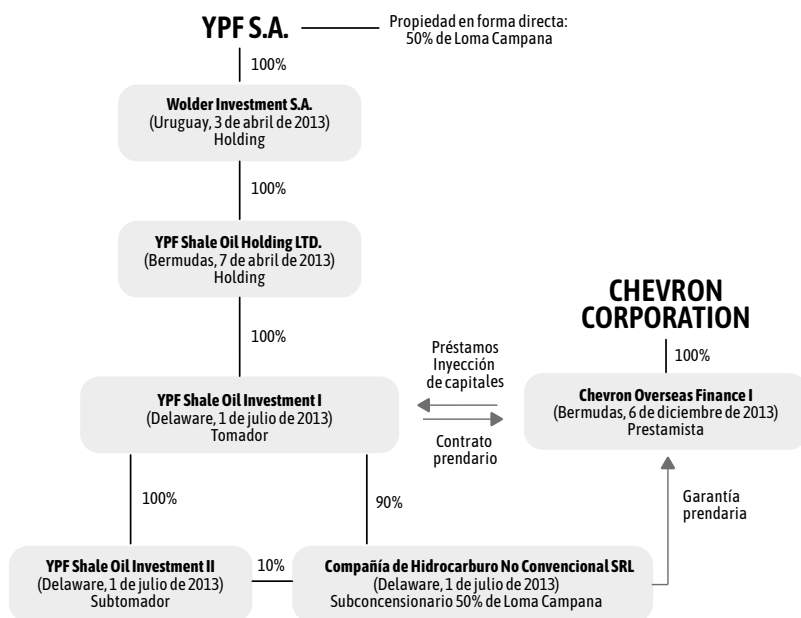 YPF S.A.
Propiedad en forma directa:
50% de Loma Campana
100%
Wolder Investment S.A.
(Uruguay, 3 de abril de 2013)
Holding
100%
YPF Shale Oil Holding LTD.
(Bermudas, 7 de abril de 2013)
Holding
100%
CHEVRON
CORPORATION
100%
Préstamos
Inyección
de capitales
YPF Shale Oil Investment I
(Delaware, 1 de julio de 2013)
Tomador
Chevron Overseas Finance I
(Bermudas, 6 de diciembre de 2013)
Prestamista
Contrato
prendario
100%
90%
Garantía
prendaria
YPF Shale Oil Investment II
(Delaware, 1 de julio de 2013)
Subtomador
10%
Compañía de Hidrocarburo No Convencional SRL
(Delaware, 1 de julio de 2013)
Subconcesionario 50% de Loma Campana